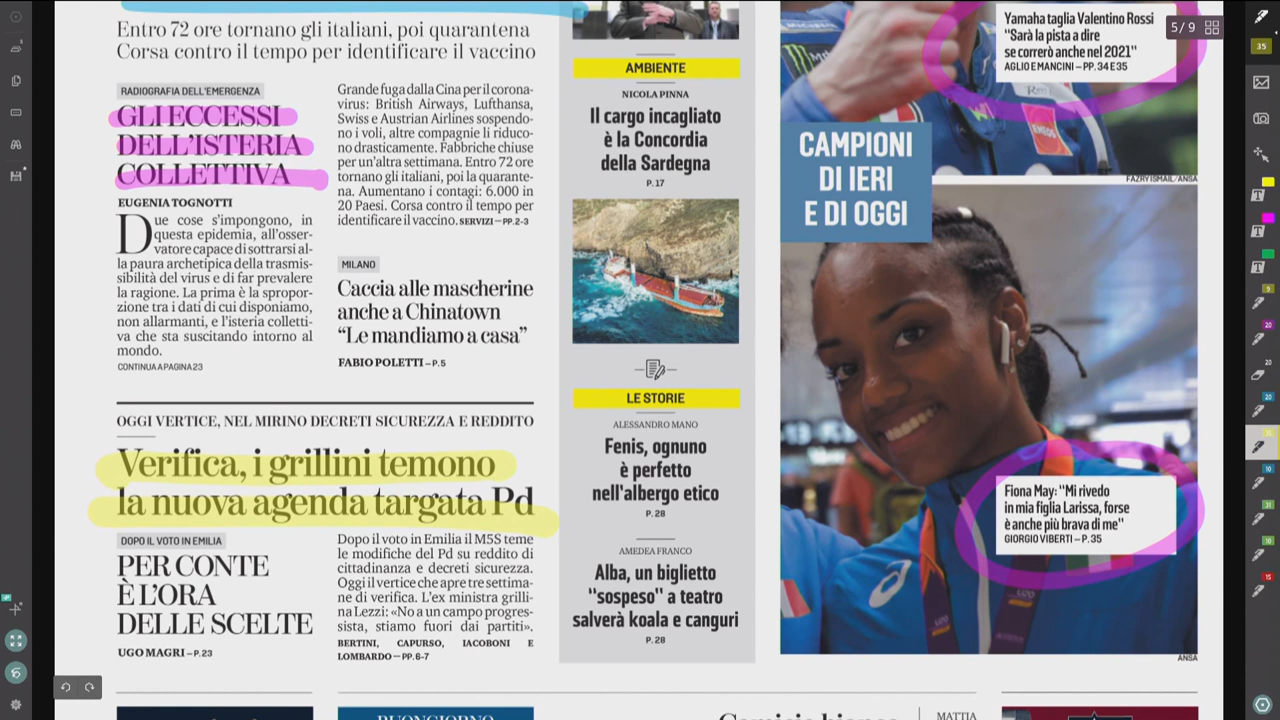 Entro 72 ore tornano gli italiani, poi quarantena
Corsa contro il tempo per identificare il vaccino
RADIOGRAFIA DELL'EMERGENZA
GLI ECCESSI
DELL'ISTERIA
COLLETTIVA
EUGENIA TOGNOTTI
Due cose s'impongono, in
questa epidemia, all'osser-
vatore capace di sottrarsi al-
la paura archetipica della trasmis-
sibilità del virus e di far prevalere
la ragione. La prima è la spropor-
zione tra i dati di cui disponiamo,
non allarmanti, e l'isteria colletti-
va che sta suscitando intorno al
mondo.
CONTINUA A PAGINA 23
Grande fuga dalla Cina per il corona-
virus: British Airways, Lufthansa,
Swiss e Austrian Airlines sospendo-
no i voli, altre compagnie li riduco-
no drasticamente. Fabbriche chiuse
per un'altra settimana. Entro 72 ore
tornano gli italiani, poi la quarante-
na. Aumentano i contagi: 6.000 in
20 Paesi. Corsa contro il tempo per
identificare il vaccino. SERVIZI – PP. 2-3
MILANO
Caccia alle mascherine
anche a Chinatown
“Le mandiamo a casa”
FABIO POLETTI – P. 5
OGGI VERTICE, NEL MIRINO DECRETI SICUREZZA E REDDITO
Verifica, i grillini temono
la nuova agenda targata Pd
DOPO IL VOTO IN EMILIA
PER CONTE
È L'ORA
DELLE SCELTE
UGO MAGRI – P. 23
Dopo il voto in Emilia il M5S teme
le modifiche del Pd su reddito di
cittadinanza e decreti sicurezza.
Oggi il vertice che apre tre settima-
ne di verifica. L'ex ministra grilli-
na Lezzi: «No a un campo progres-
sista, stiamo fuori dai partiti».
BERTINI, CAPURSO, IACOBONI E
LOMBARDO – PP. 6-7
AMBIENTE
NICOLA PINNA
Il cargo incagliato
è la Concordia
della Sardegna
P. 17
LE STORIE
ALESSANDRO MANO
Fenis, ognuno
è perfetto
nell'albergo etico
P. 28
AMEDEA FRANCO
Alba, un biglietto
“sospeso” a teatro
salverà koala e canguri
P. 28
Yamaha taglia Valentino Rossi
“Sarà la pista a dire
se correrò anche nel 2021”
AGLIO E MANCINI – PP. 34 E 35
5 / 9
ENEOS
CAMPIONI
DI IERI
E DI OGGI
FAZRY ISMAIL/ANSA
Fiona May: “Mi rivedo
in mia figlia Larissa, forse
è anche più brava di me”
GIORGIO VIBERTI – P. 35
ANSA
BUONGIORNO
MATTIA
35